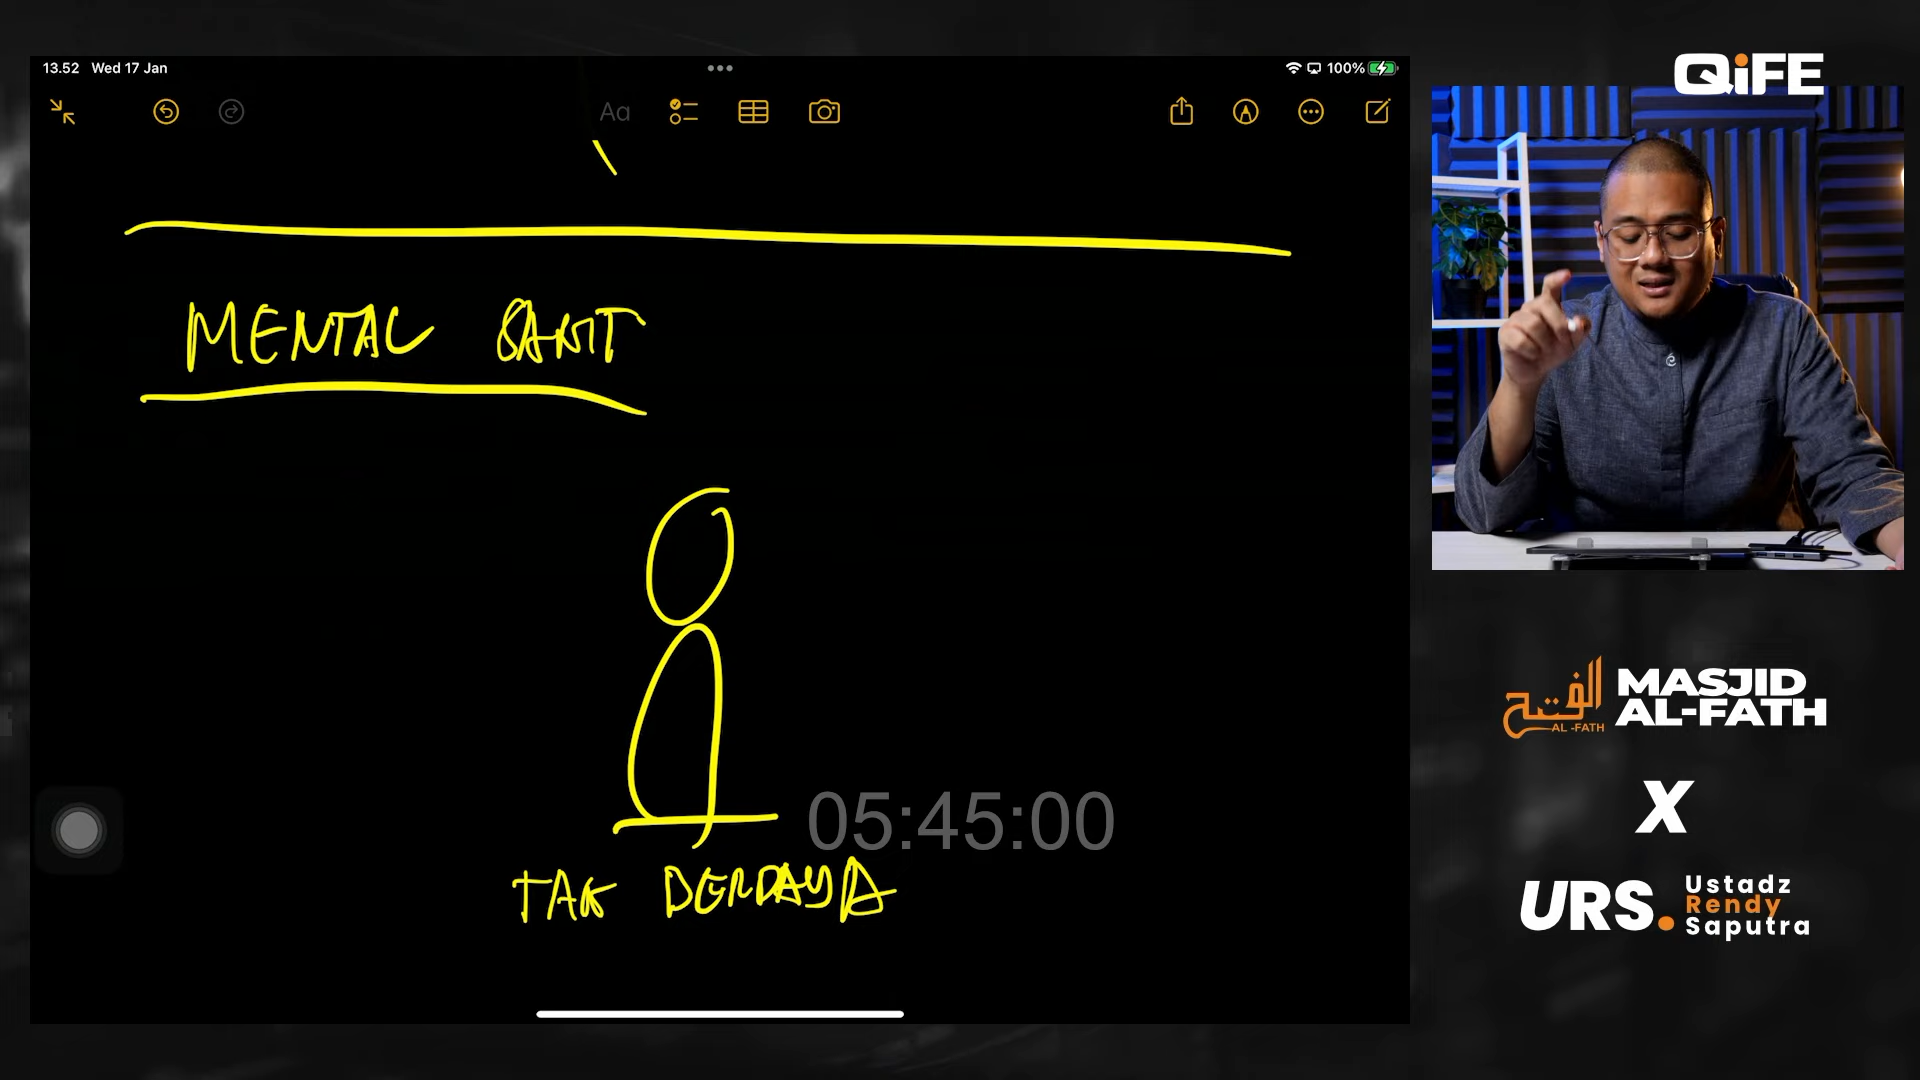 13.52 Wed 17 Jan
100%
QiFE
Aa
MENTAL SAKIT
05:45:00
TAK BERDAYA
الفتح
AL -FATH
MASJID
AL-FATH
X
URS.
Ustadz
Rendy
Saputra